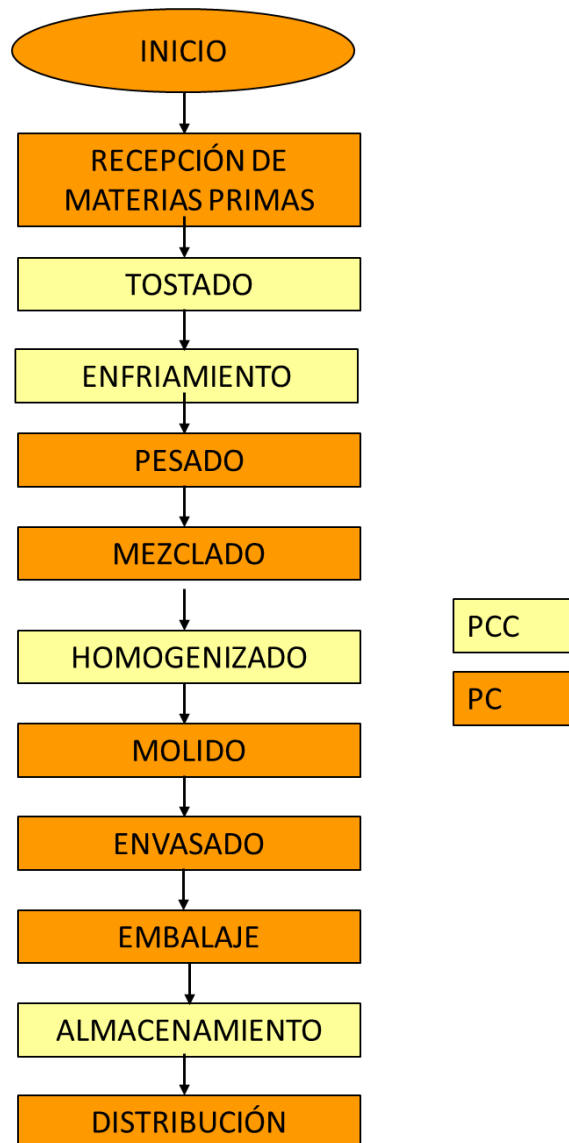 INICIO
RECEPCIÓN DE
MATERIAS PRIMAS
TOSTADO
ENFRIAMIENTO
PESADO
MEZCLADO
HOMOGENIZADO
MOLIDO
ENVASADO
EMBALAJE
ALMACENAMIENTO
DISTRIBUCIÓN
PCC
PC